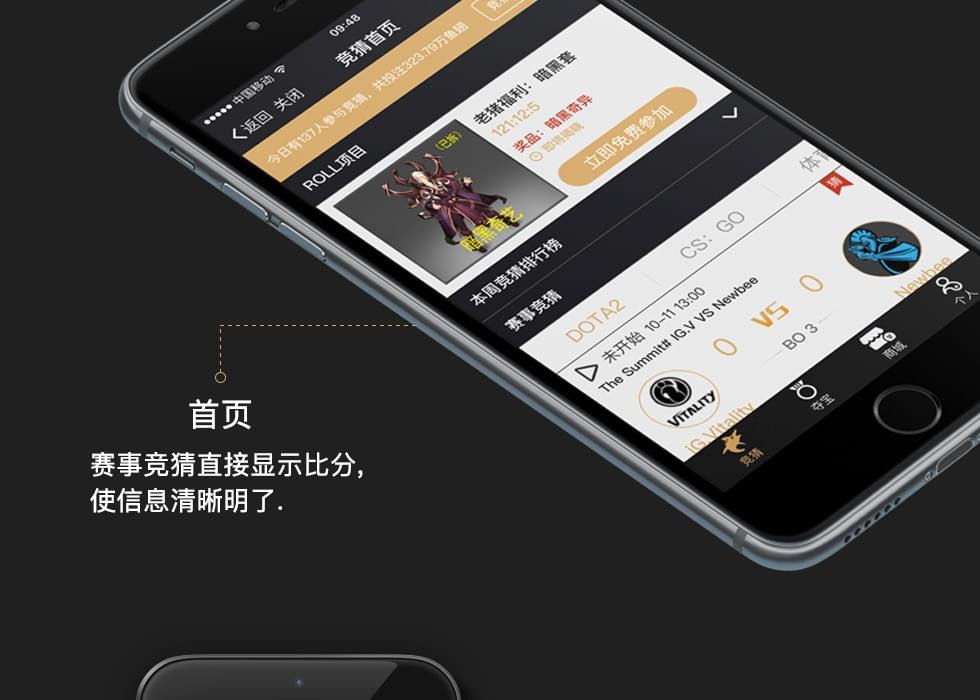 09:48
中国移动
返回 关闭
竞猜首页
今日有137人参与竞猜，共投注323.79万鱼翅
竞
ROLL项目
(已拆)
暗黑奇艺
老猪福利：暗黑套
121:12:5
奖品：暗黑奇异
即将揭晓
立即免费参加
本周竞猜排行榜
赛事竞猜
DOTA2
CS: GO
体育
猜
未开始 10-11 13:00
The Summit# IG.V VS Newbee
0
VS
0
BO 3
VITALITY
iG Vitality
Newbee
竞猜
夺宝
商城
个人
首页
赛事竞猜直接显示比分,
使信息清晰明了.